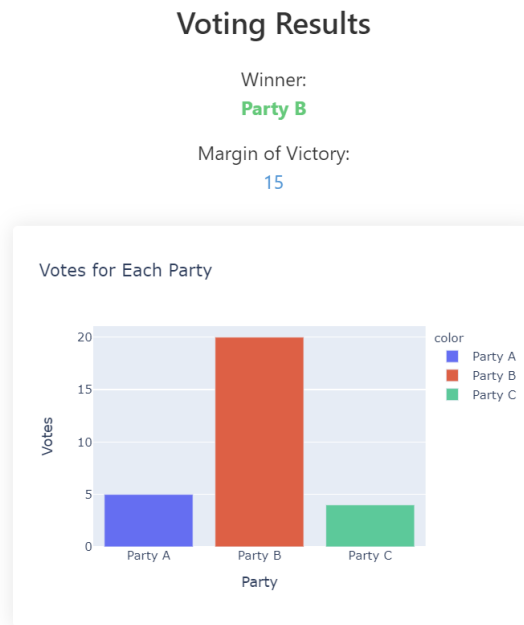 Voting Results
Winner:
Party B
Margin of Victory:
15
Votes for Each Party
20
15
10
5
0
Votes
Party A
Party B
Party C
Party
color
Party A
Party B
Party C